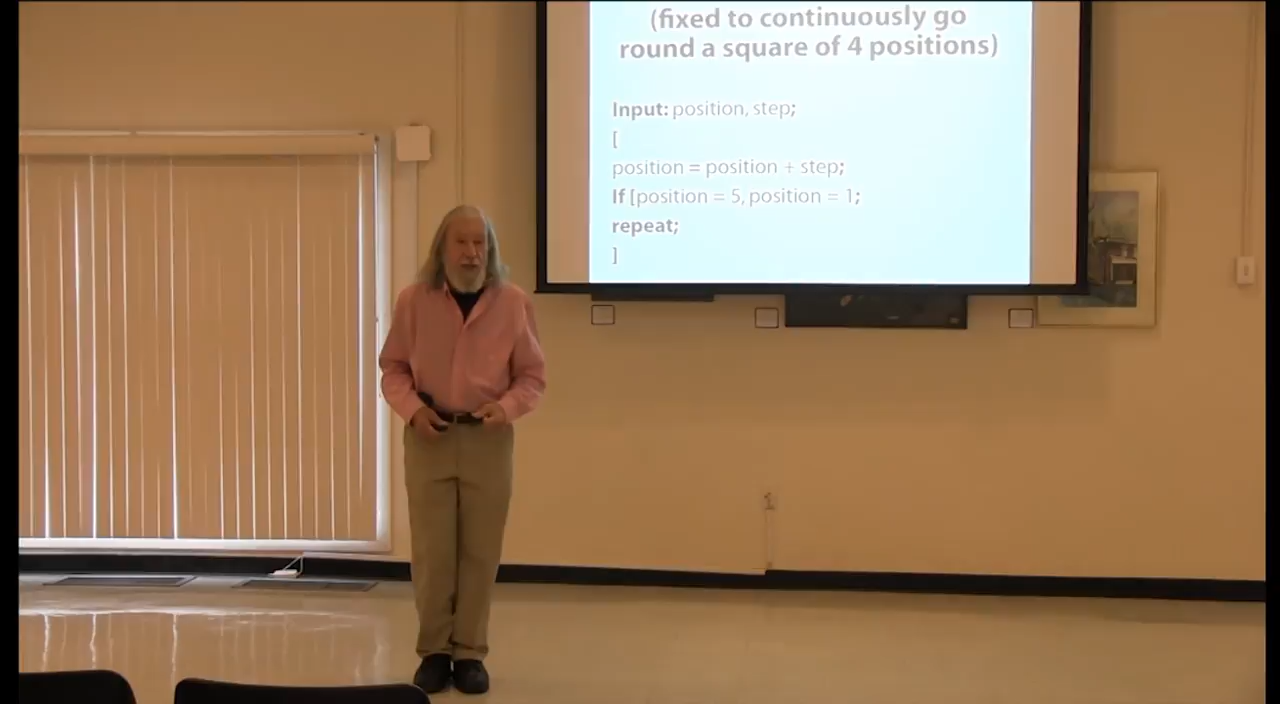 (fixed to continuously go
round a square of 4 positions)
Input: position, step;
[
position = position + step;
If [position = 5, position = 1;
repeat;
]